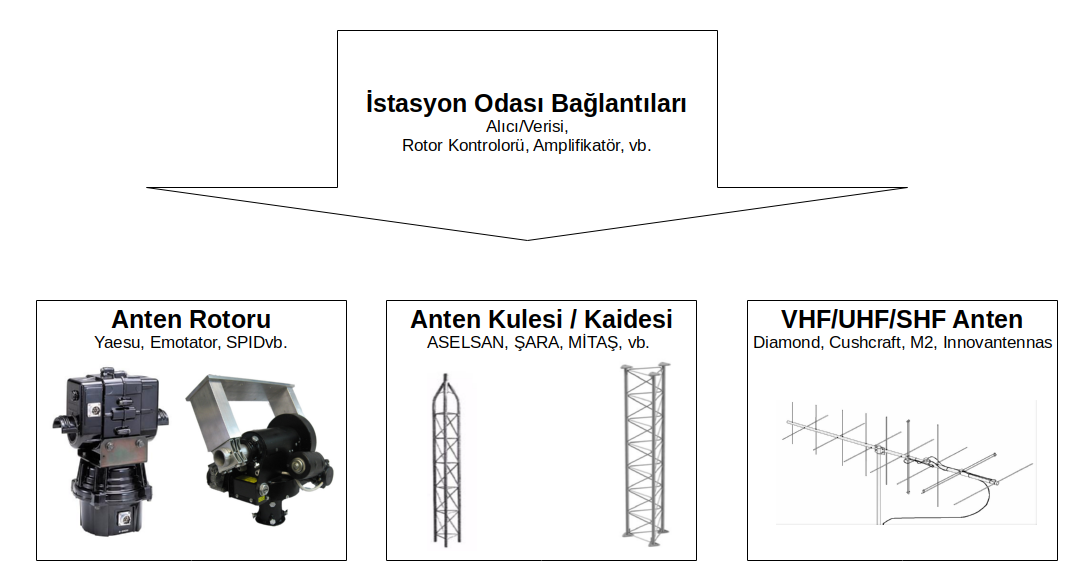 İstasyon Odası Bağlantıları
Alıcı/Verisi,
Rotor Kontrolorü, Amplifikatör, vb.
Anten Rotoru
Yaesu, Emotator, SPIDvb.
Anten Kulesi / Kaidesi
ASELSAN, ŞARA, MİTAŞ, vb.
VHF/UHF/SHF Anten
Diamond, Cushcraft, M2, Innovantennas